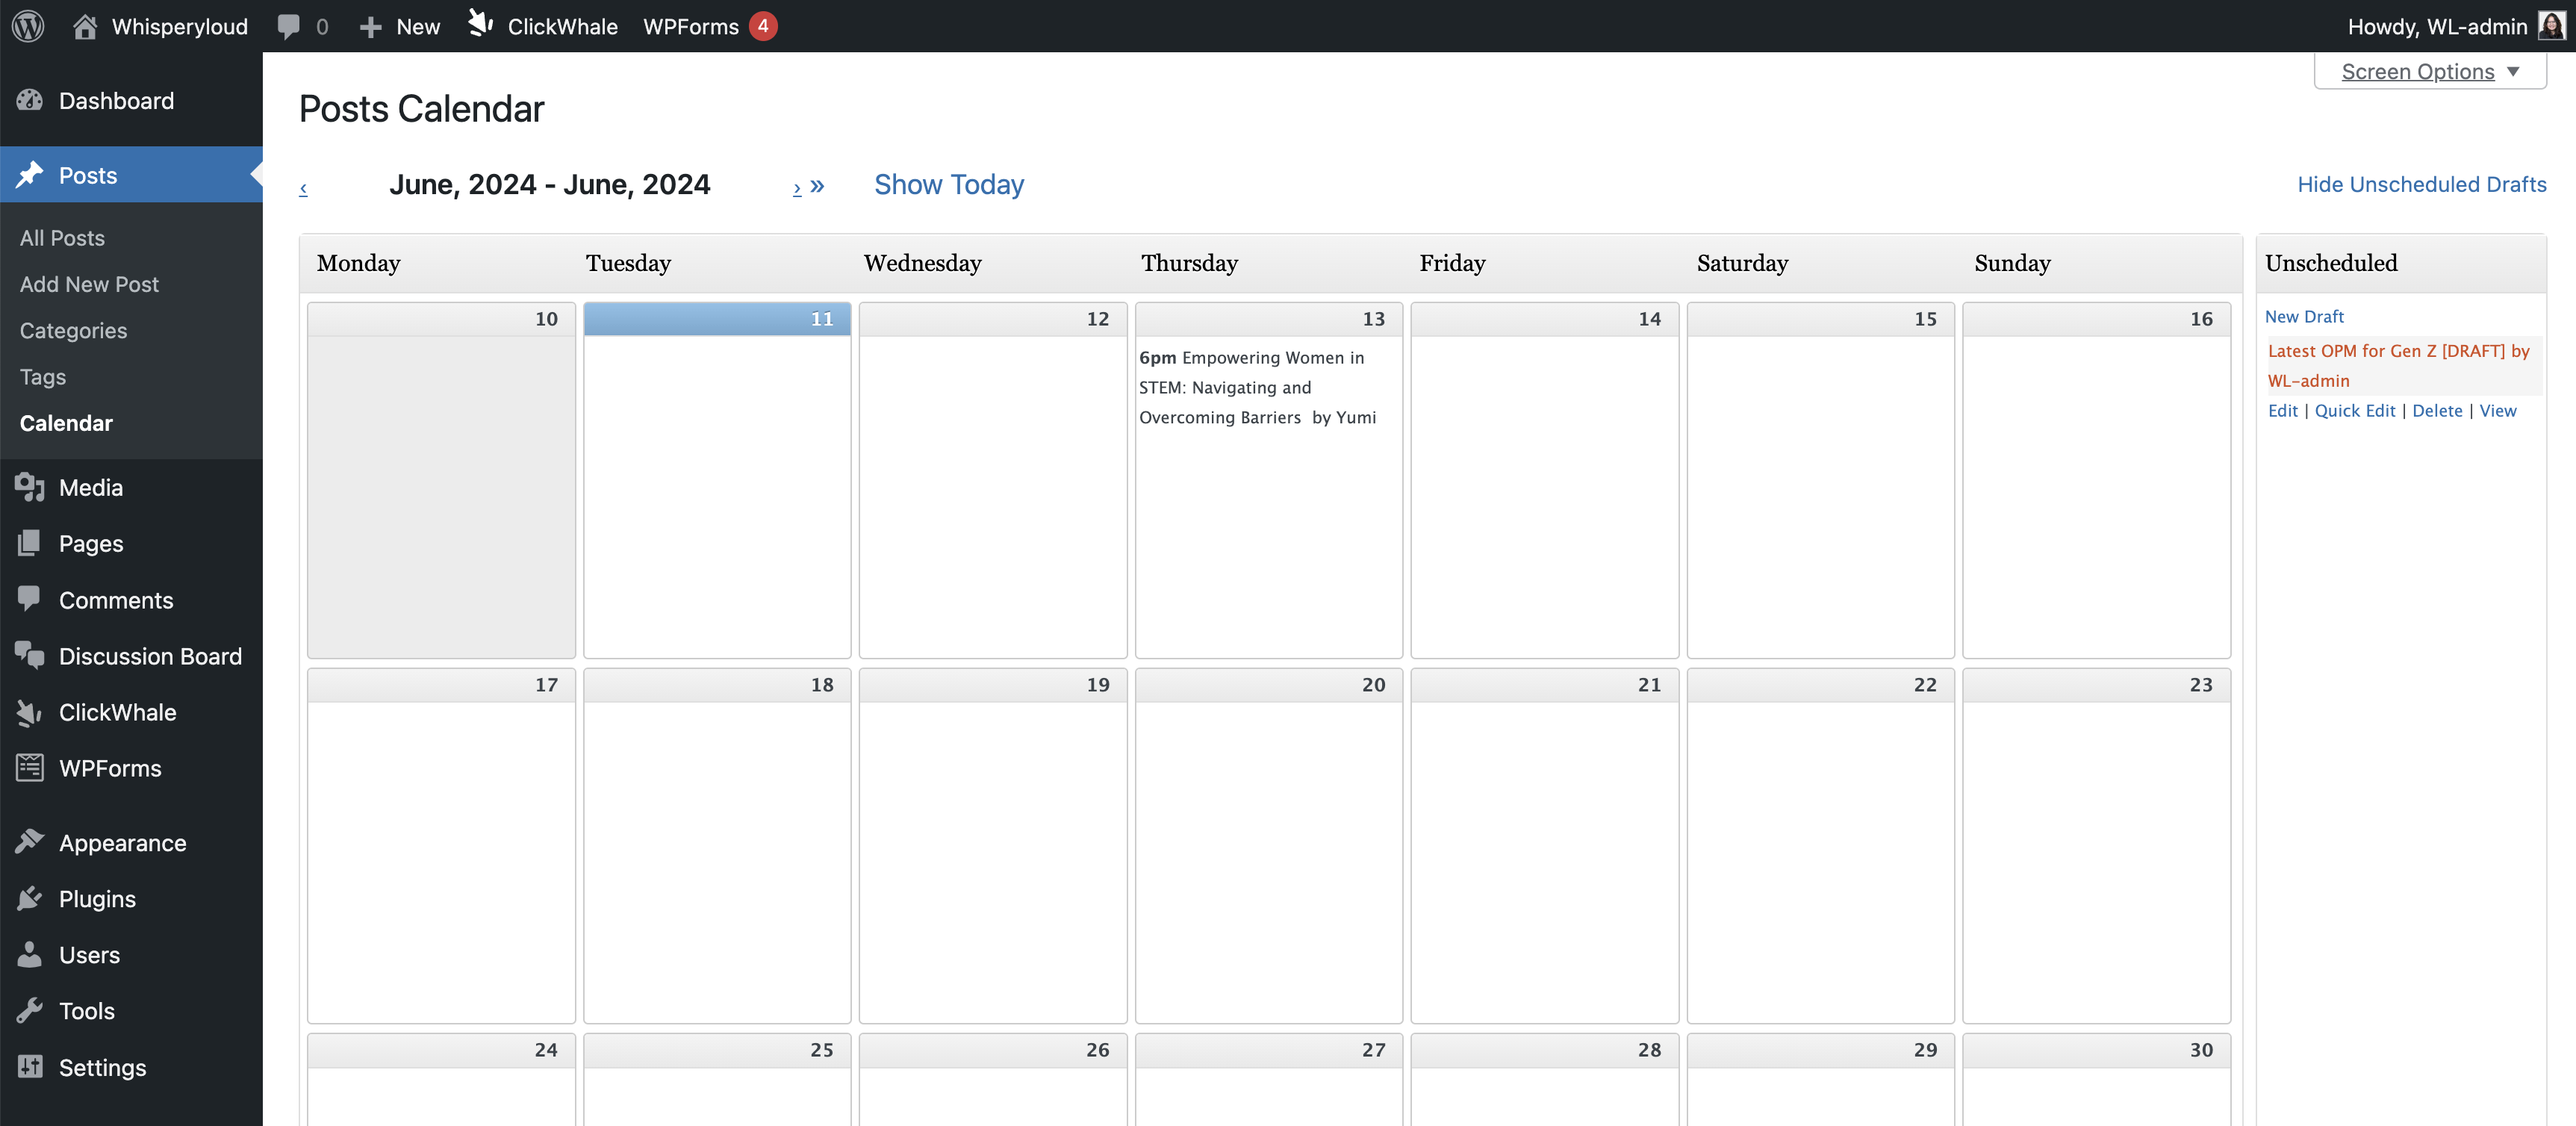 Whisperyloud 0 New ClickWhale WPForms 4 Howdy, WL-admin
Screen Options ▼
Dashboard
Posts
All Posts
Add New Post
Categories
Tags
Calendar
Media
Pages
Comments
Discussion Board
ClickWhale
WPForms
Appearance
Plugins
Users
Tools
Settings
Posts Calendar
‹ June, 2024 - June, 2024 › » Show Today Hide Unscheduled Drafts
Monday Tuesday Wednesday Thursday Friday Saturday Sunday
10 11 12 13 14 15 16
6pm Empowering Women in
STEM: Navigating and
Overcoming Barriers by Yumi
17 18 19 20 21 22 23
24 25 26 27 28 29 30
Unscheduled
New Draft
Latest OPM for Gen Z [DRAFT] by
WL-admin
Edit | Quick Edit | Delete | View